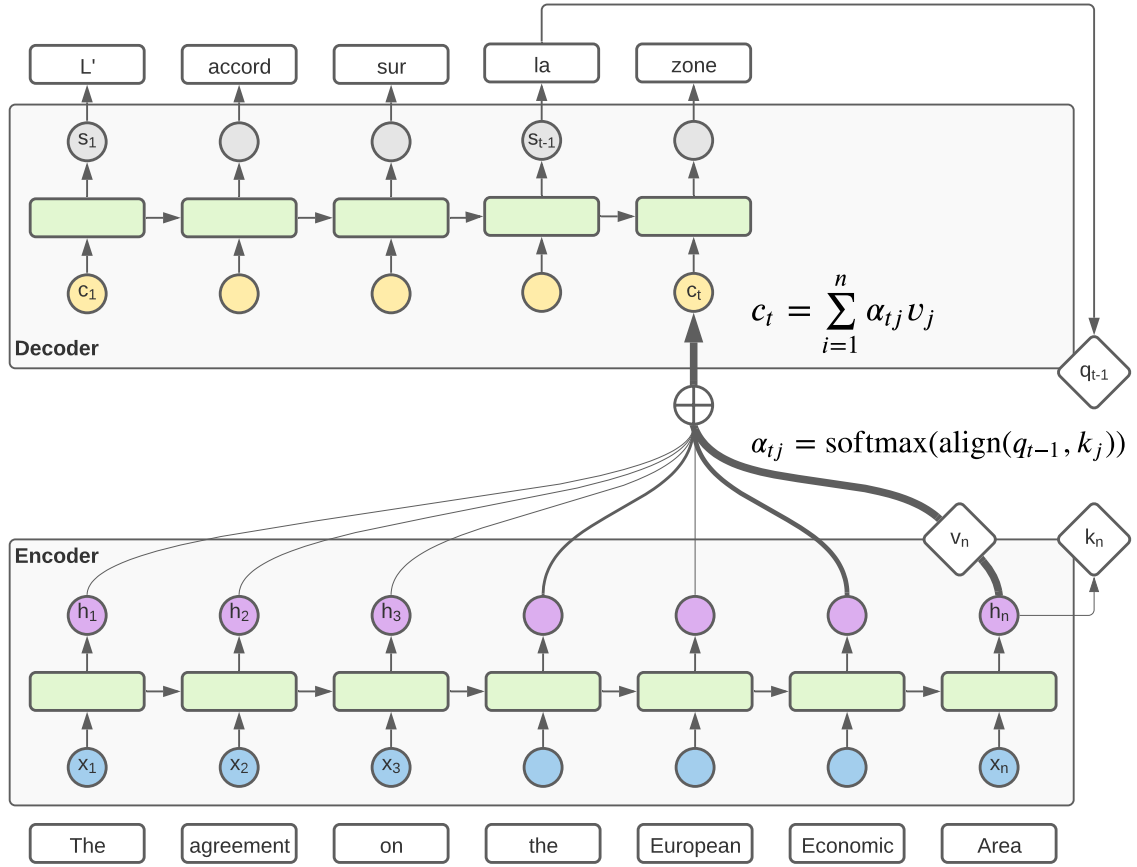 L' accord sur la zone
s₁ sₜ₋₁
c₁ cₜ
cₜ = ∑ⁿᵢ₌₁ αₜⱼvⱼ
Decoder
qₜ₋₁
αₜⱼ = softmax(align(qₜ₋₁, kⱼ))
vₙ kₙ
Encoder
h₁ h₂ h₃ hₙ
x₁ x₂ x₃ xₙ
The agreement on the European Economic Area